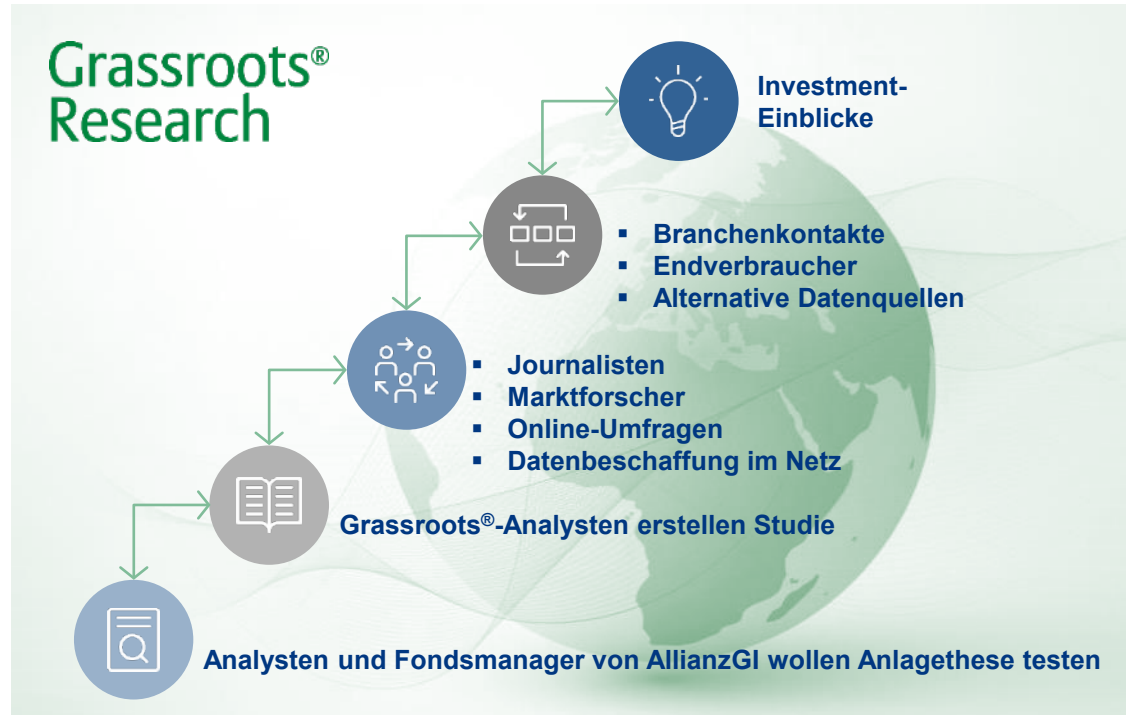 Grassroots®
Research
Investment-
Einblicke
▪ Branchenkontakte
▪ Endverbraucher
▪ Alternative Datenquellen
▪ Journalisten
▪ Marktforscher
▪ Online-Umfragen
▪ Datenbeschaffung im Netz
Grassroots®-Analysten erstellen Studie
Analysten und Fondsmanager von AllianzGI wollen Anlagethese testen